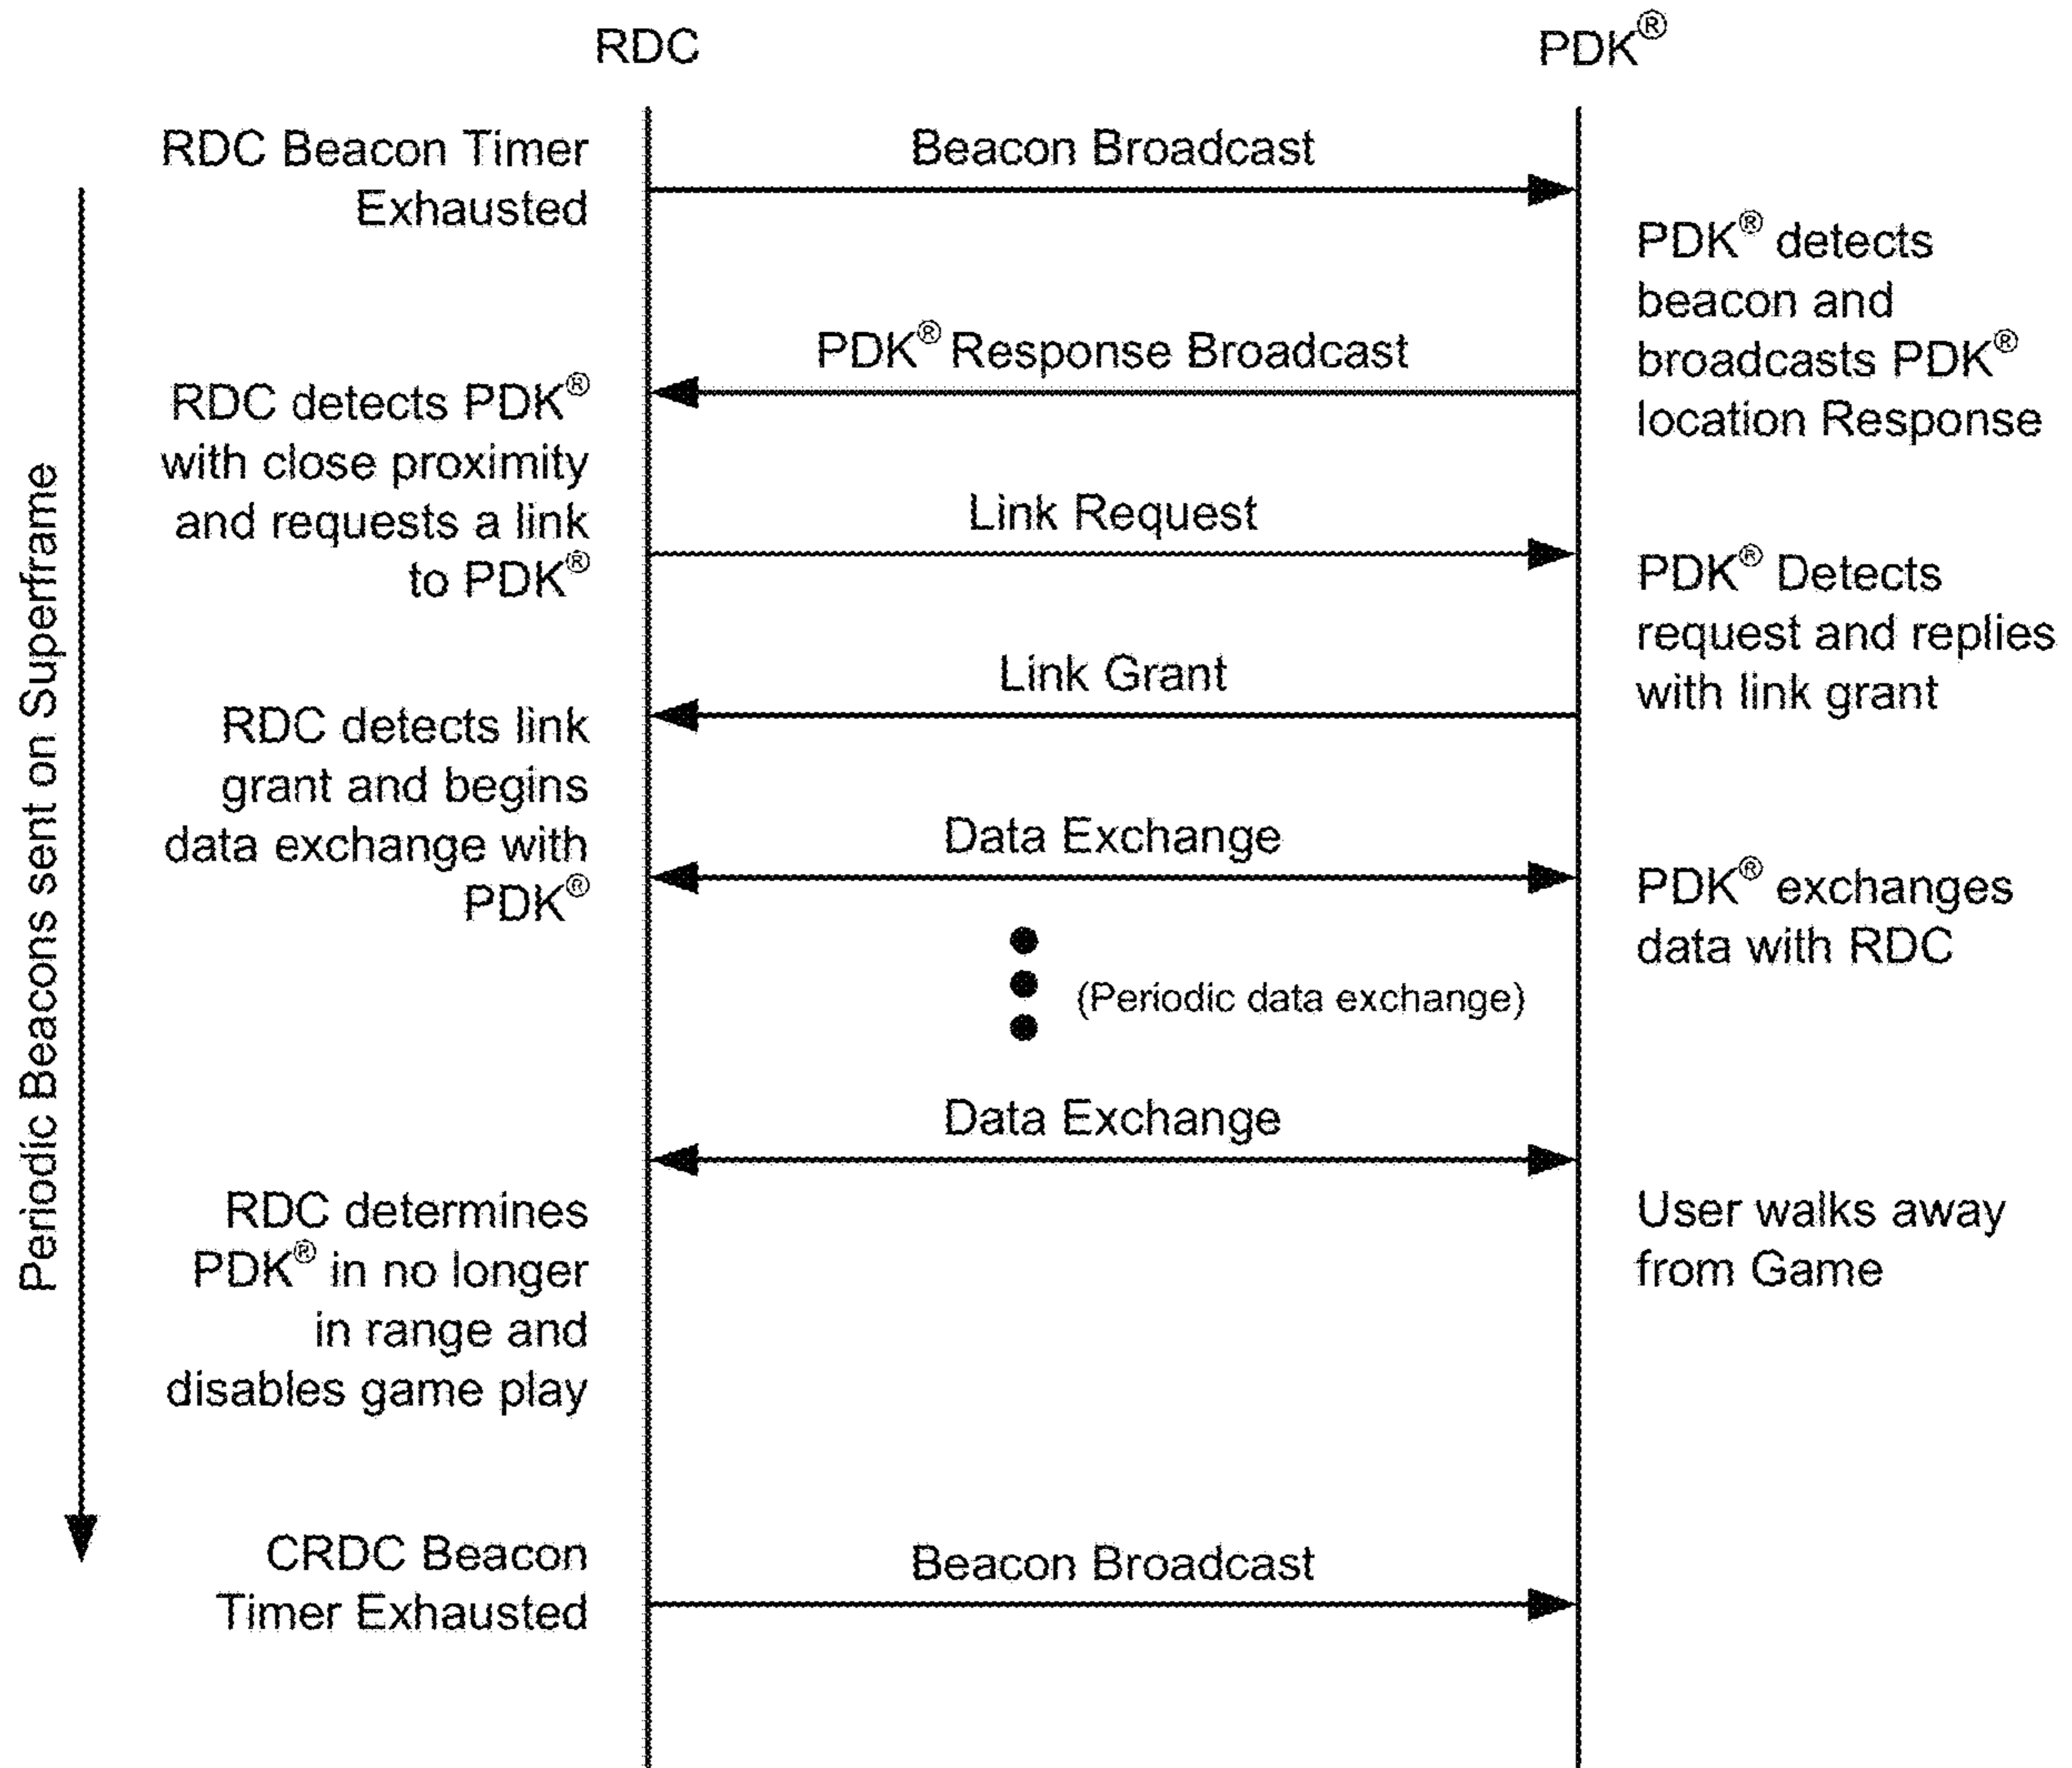 RDC
PDK®
RDC Beacon Timer
Exhausted
Beacon Broadcast
PDK® detects
beacon and
broadcasts PDK®
location Response
PDK® Response Broadcast
RDC detects PDK®
with close proximity
and requests a link
to PDK®
Link Request
PDK® Detects
request and replies
with link grant
Link Grant
RDC detects link
grant and begins
data exchange with
PDK®
Data Exchange
PDK® exchanges
data with RDC
(Periodic data exchange)
Data Exchange
RDC determines
PDK® in no longer
in range and
disables game play
User walks away
from Game
CRDC Beacon
Timer Exhausted
Beacon Broadcast
Periodic Beacons sent on Superframe